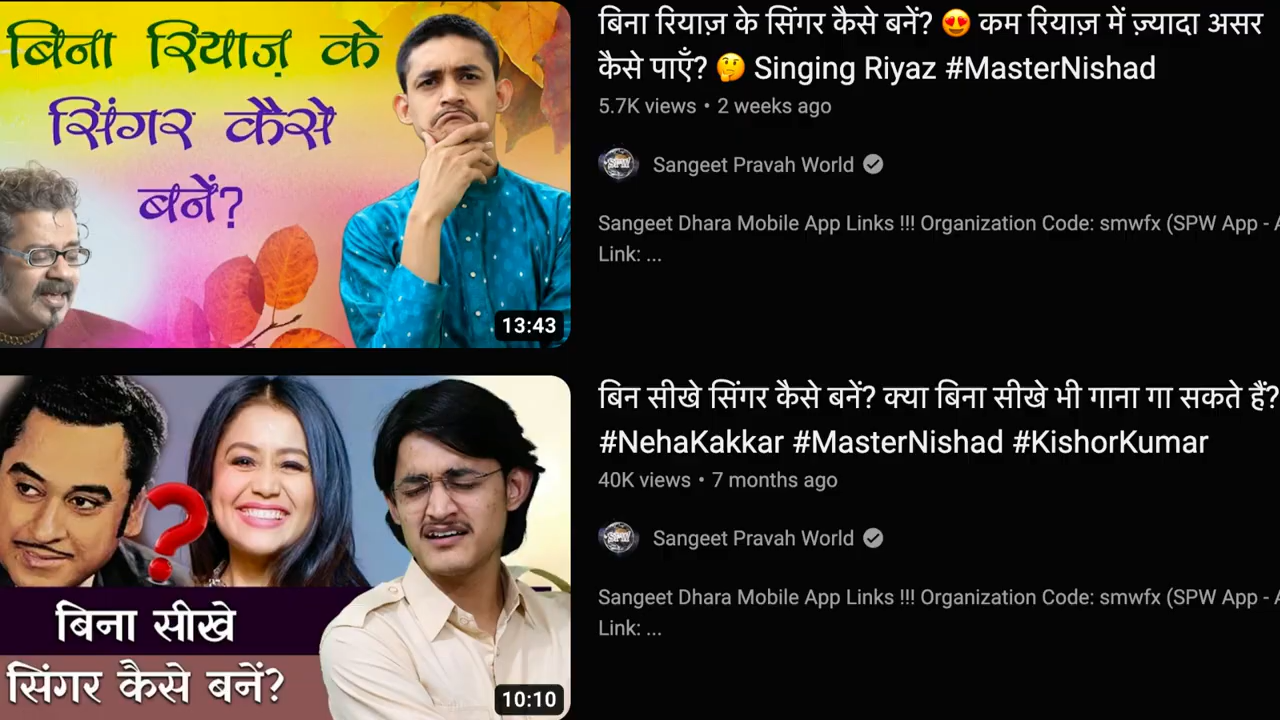 बिना रियाज़ के
सिंगर कैसे
बनें?
13:43
बिना रियाज़ के सिंगर कैसे बनें? 😍 कम रियाज़ में ज़्यादा असर
कैसे पाएँ? 🤔 Singing Riyaz #MasterNishad
5.7K views • 2 weeks ago
Sangeet Pravah World
Sangeet Dhara Mobile App Links !!! Organization Code: smwfx (SPW App -
Link: ...
बिना सीखे
सिंगर कैसे बनें?
10:10
बिन सीखे सिंगर कैसे बनें? क्या बिना सीखे भी गाना गा सकते हैं?
#NehaKakkar #MasterNishad #KishorKumar
40K views • 7 months ago
Sangeet Pravah World
Sangeet Dhara Mobile App Links !!! Organization Code: smwfx (SPW App -
Link: ...